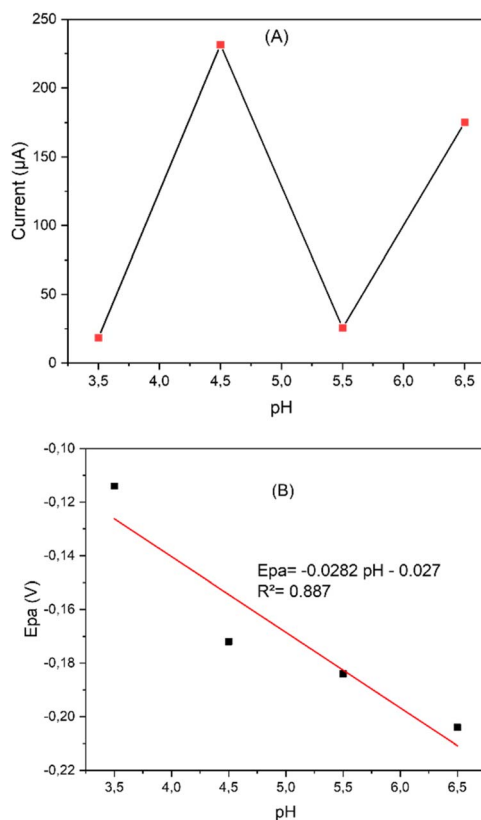 (A)
250
200
150
100
50
0
Current (µA)
3,5 4,0 4,5 5,0 5,5 6,0 6,5
pH
(B)
-0,10
-0,12
-0,14
-0,16
-0,18
-0,20
-0,22
Epa (V)
Epa= -0.0282 pH - 0.027
R²= 0.887
3,5 4,0 4,5 5,0 5,5 6,0 6,5
pH